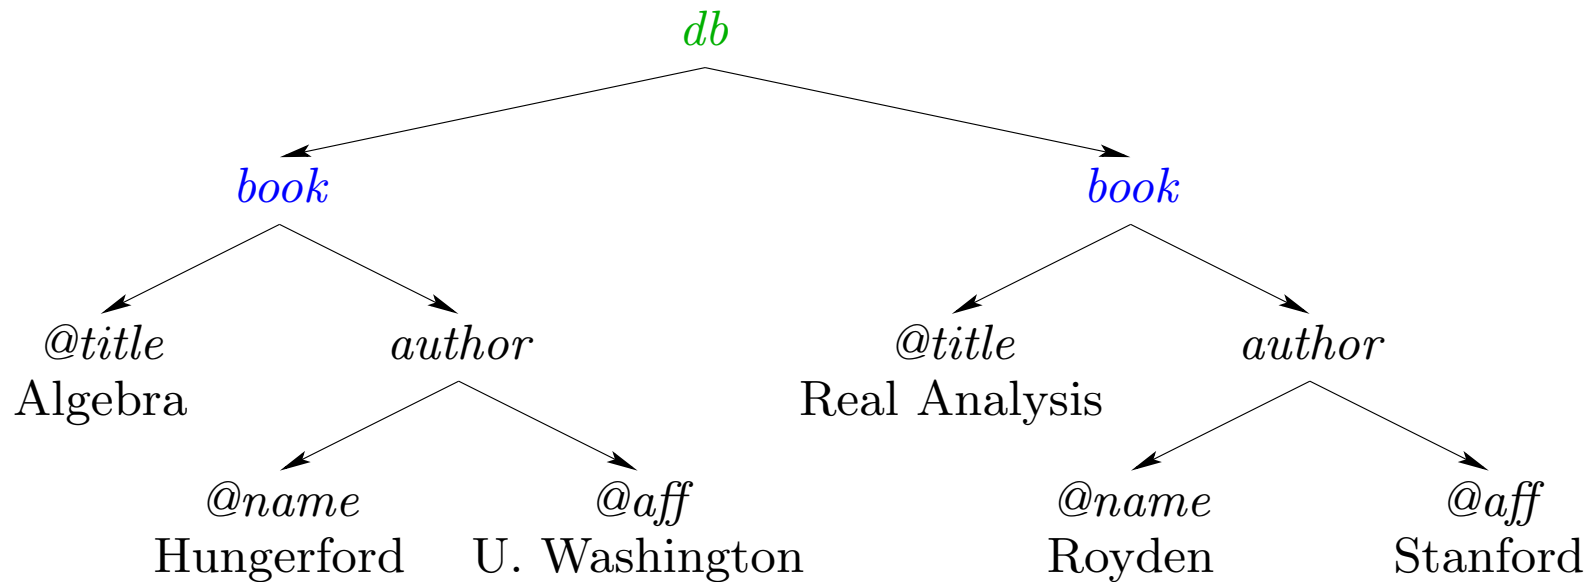 db
book book
@title author @title author
Algebra Real Analysis
@name @aff @name @aff
Hungerford U. Washington Royden Stanford